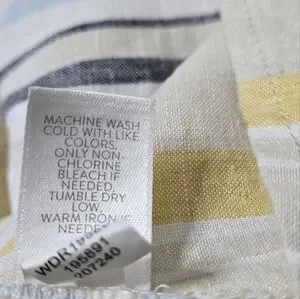 MACHINE WASH
COLD WITH LIKE
COLORS.
ONLY NON-
CHLORINE
BLEACH IF
NEEDED.
TUMBLE DRY
LOW.
WARM IRON IF
NEEDED
195891
207240